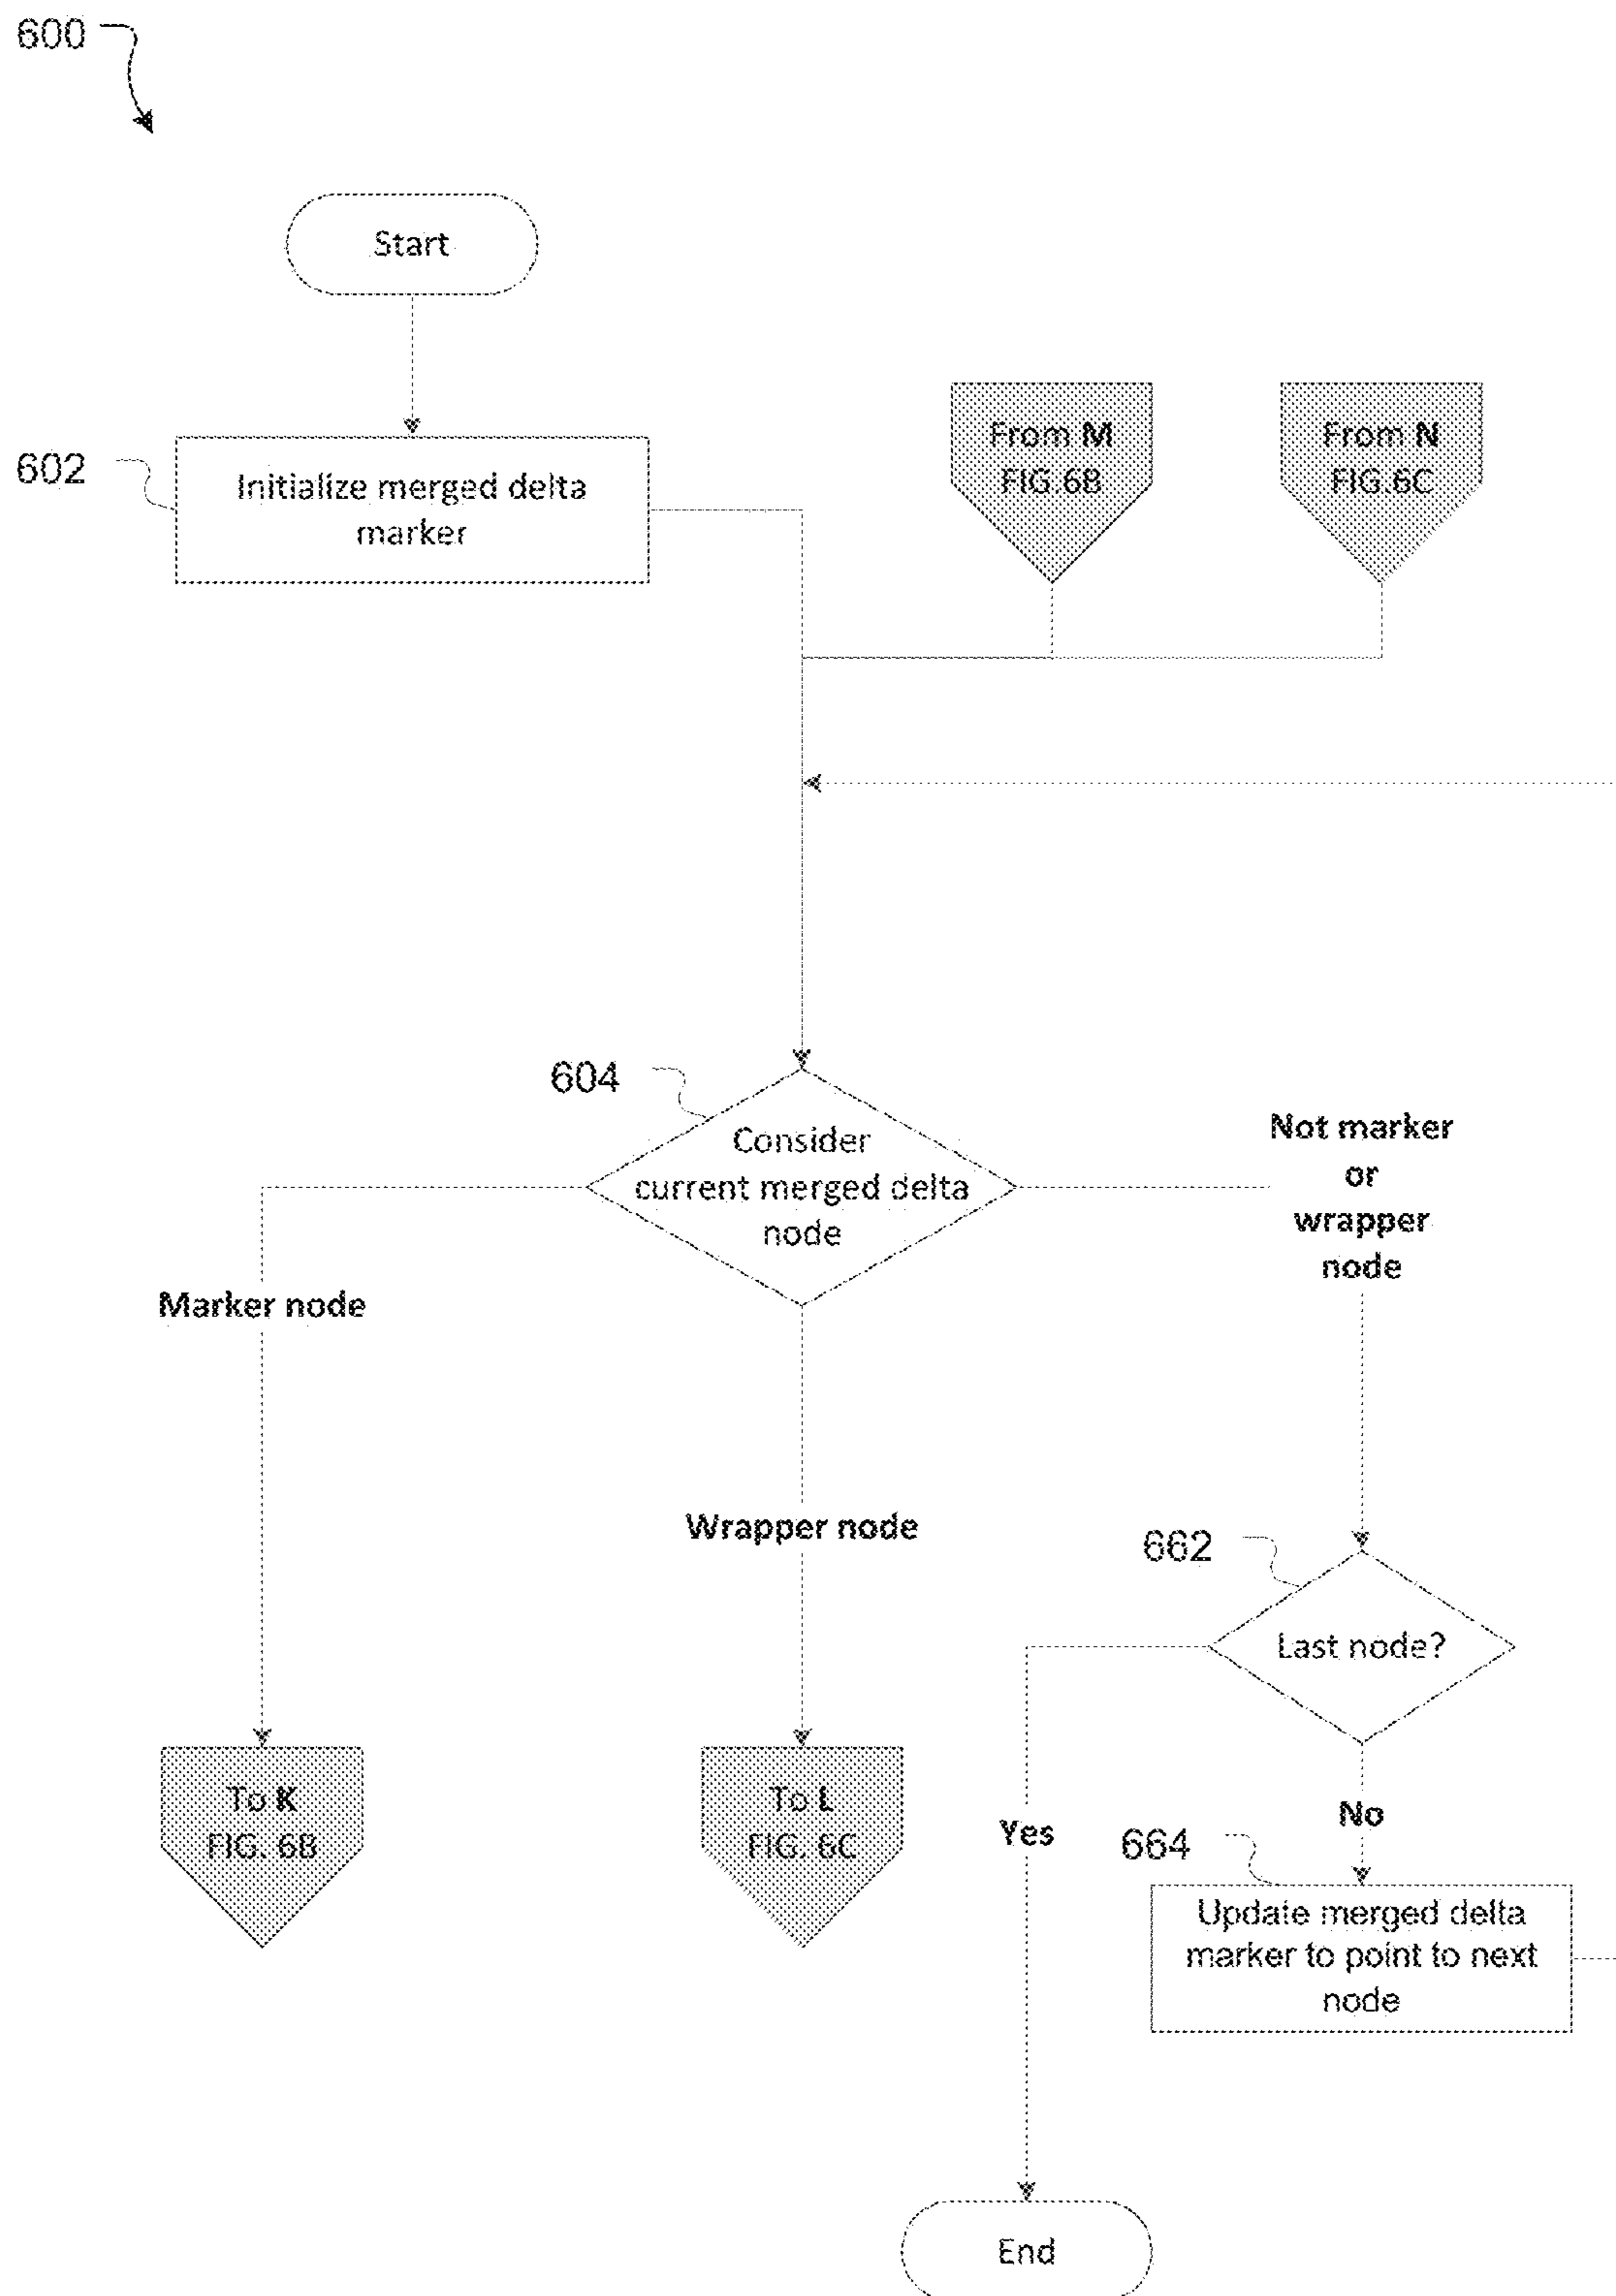 600
Start
602
Initialize merged delta
marker
From M
FIG.6B
From N
FIG.6C
604
Consider
current merged delta
node
Not marker
or
wrapper
node
Marker node
Wrapper node
662
Last node?
To K
FIG. 6B
To L
FIG. 6C
Yes
No
664
Update merged delta
marker to point to next
node
End